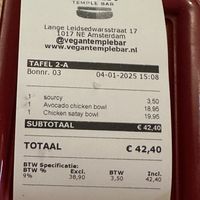 TEMPLE BAR
Lange Leidsedwarsstraat 17
1017 NE Amsterdam
@vegantemplebar
www.vegantemplebar.nl
TAFEL 2-A
Bonnr. 03 04-01-2025 15:08
1 sourcy 3,50
1 Avocado chicken bowl 18,95
1 Chicken satay bowl 19,95
SUBTOTAAL € 42,40
TOTAAL € 42,40
BTW Specificatie:
BTW % Excl. BTW Incl.
9% 38,90 3,50 42,40